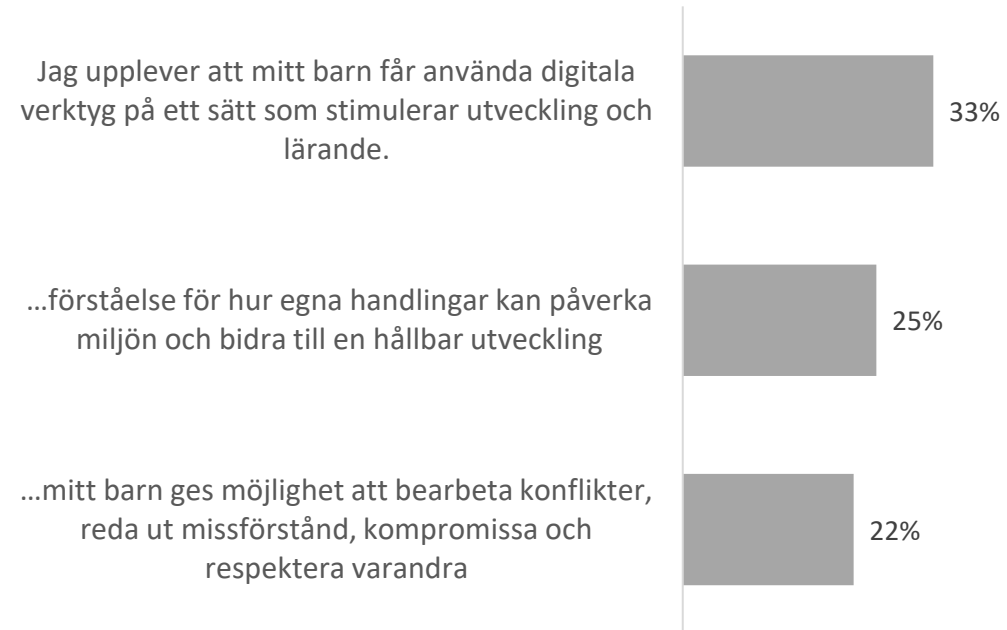 Jag upplever att mitt barn får använda digitala
verktyg på ett sätt som stimulerar utveckling och
lärande.
33%
…förståelse för hur egna handlingar kan påverka
miljön och bidra till en hållbar utveckling
25%
…mitt barn ges möjlighet att bearbeta konflikter,
reda ut missförstånd, kompromissa och
respektera varandra
22%